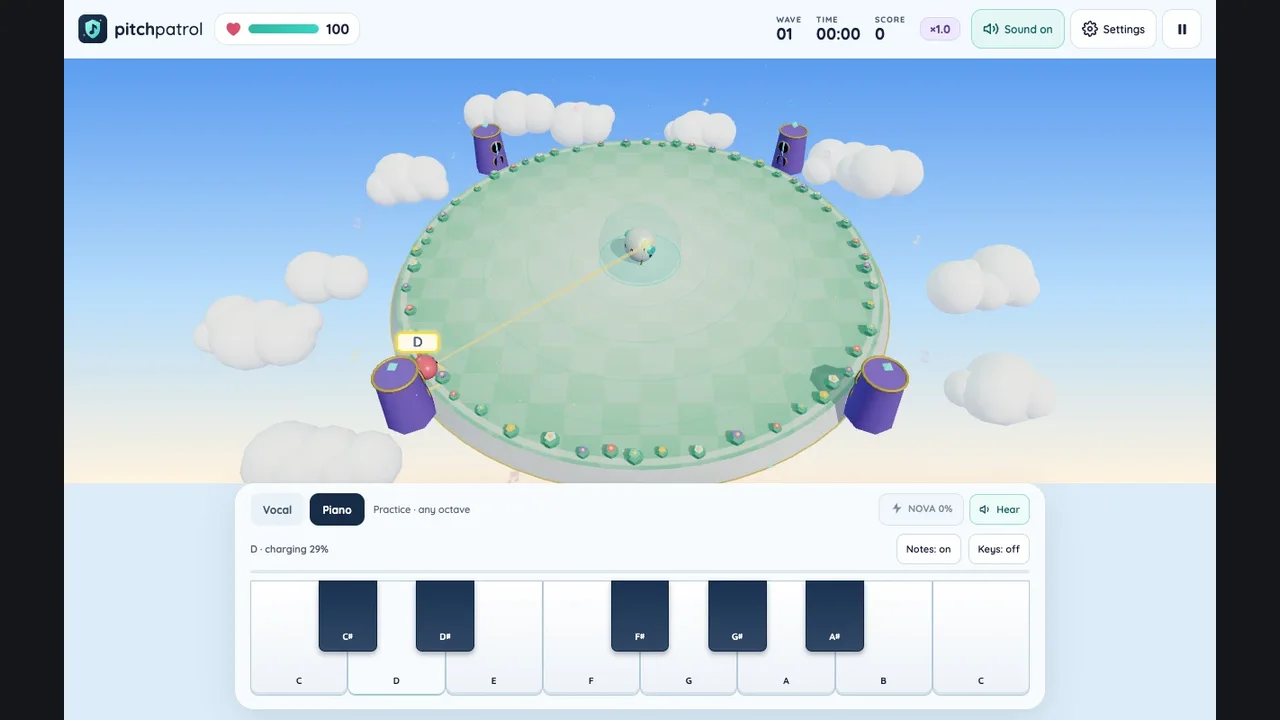 pitchpatrol
100
WAVE
01
TIME
00:00
SCORE
0
×1.0
Sound on
Settings
D
Vocal
Piano
Practice · any octave
NOVA 0%
Hear
D · charging 29%
Notes: on
Keys: off
C# D# F# G# A#
C D E F G A B C